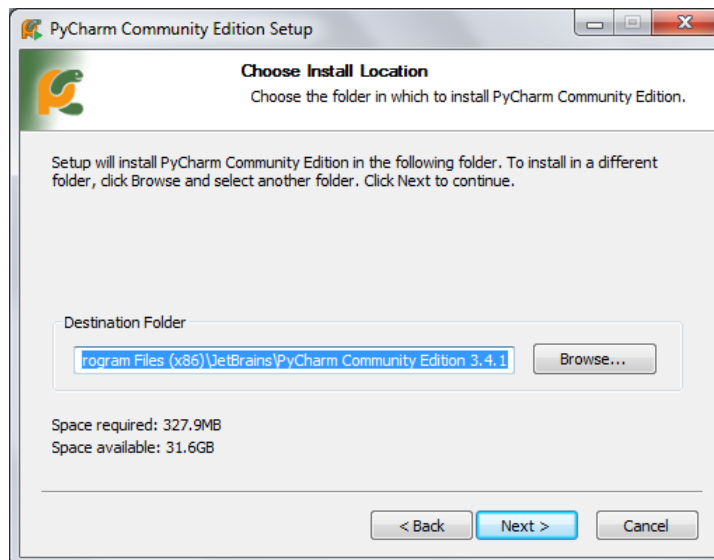 PyCharm Community Edition Setup
Choose Install Location
Choose the folder in which to install PyCharm Community Edition.
Setup will install PyCharm Community Edition in the following folder. To install in a different
folder, click Browse and select another folder. Click Next to continue.
Destination Folder
rogram Files (x86)\JetBrains\PyCharm Community Edition 3.4.1
Browse...
Space required: 327.9MB
Space available: 31.6GB
< Back
Next >
Cancel